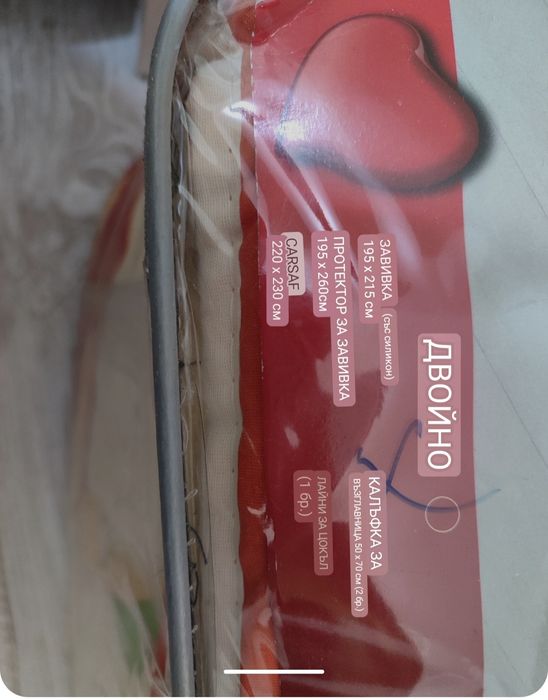 ДВОЙНО
ЗАВИВКА (със силикон)
195 x 215 см
ПРОТЕКТОР ЗА ЗАВИВКА
195 x 260см
CARSAF
220 x 230 см
КАЛЪФКА ЗА
ВЪЗГЛАВНИЦА 50 x 70 см (2 бр.)
ЛАЙНИ ЗА ЦОКЪЛ
(1 бр.)